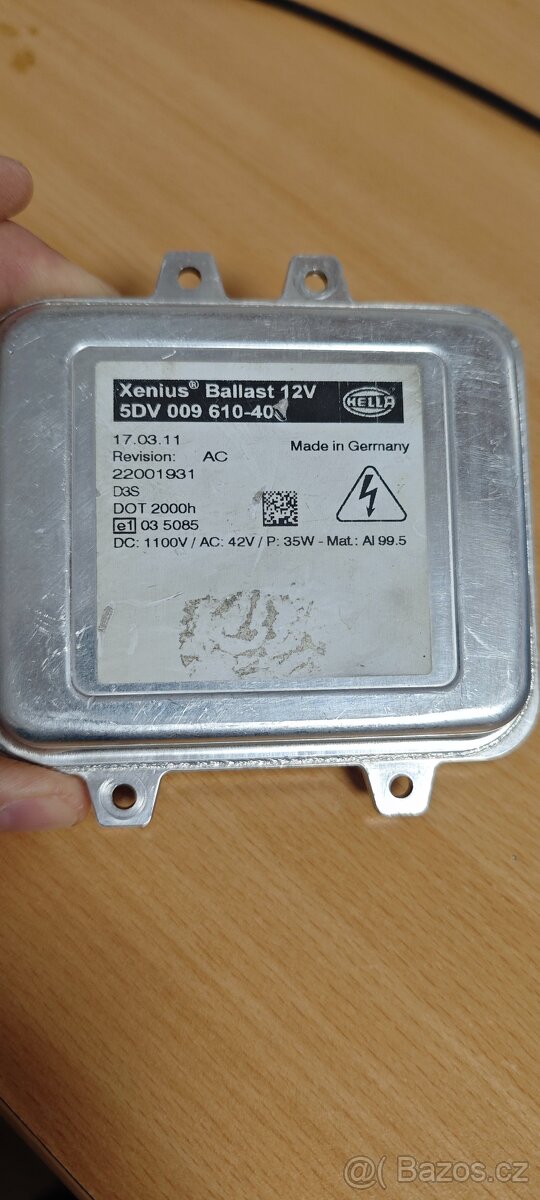 Xenius® Ballast 12V
5DV 009 610-40
HELLA
17.03.11
Made in Germany
Revision: AC
22001931
D3S
DOT 2000h
e1 03 5085
DC: 1100V / AC: 42V / P: 35W - Mat.: Al 99.5
@ Bazoš.cz